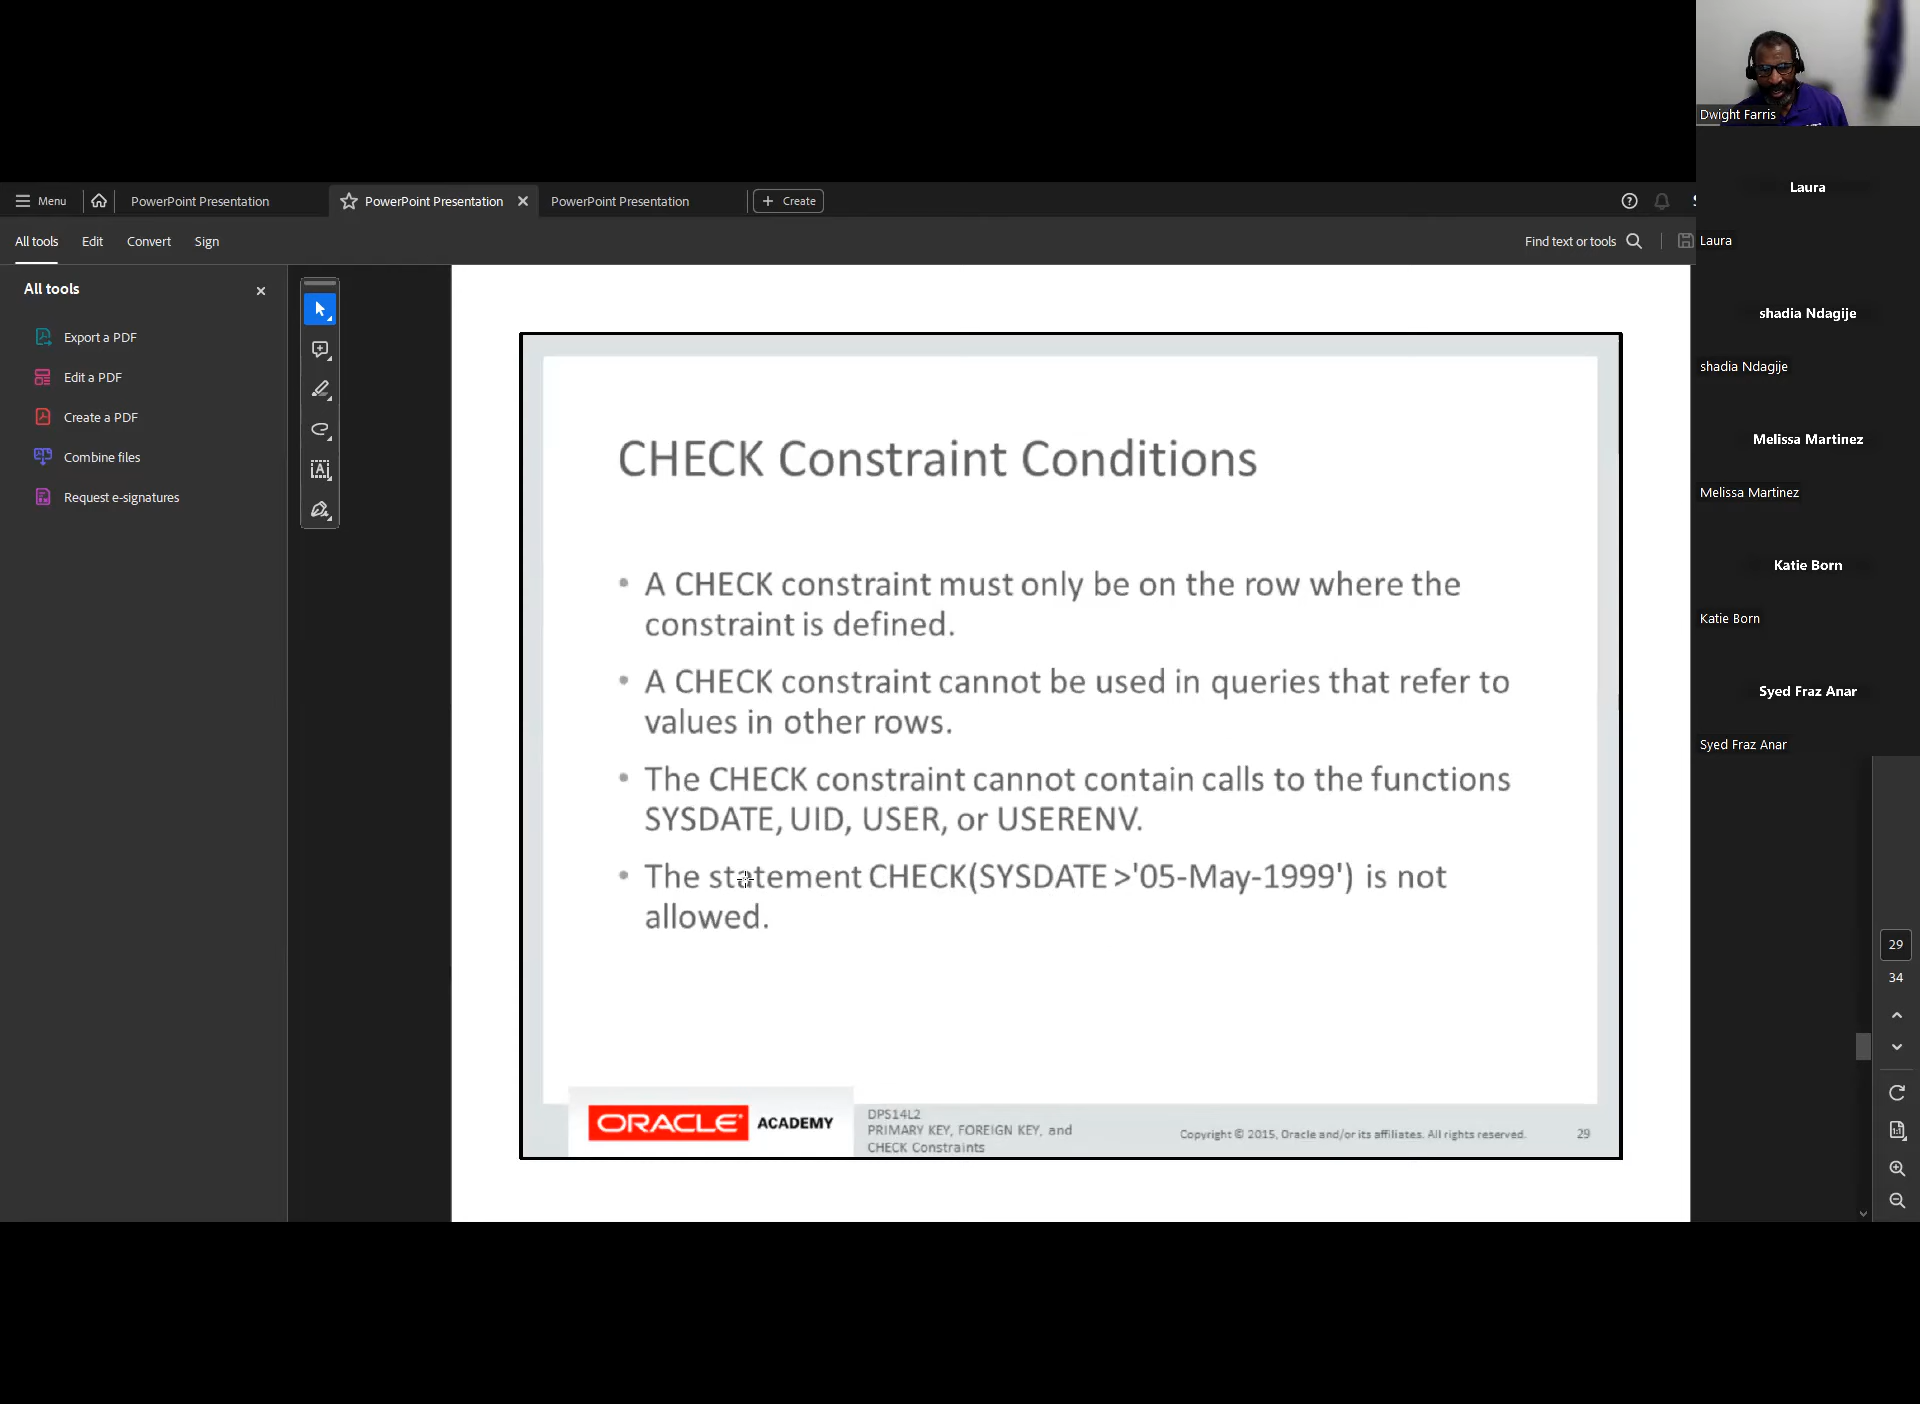 Dwight Farris
Menu
PowerPoint Presentation
PowerPoint Presentation
PowerPoint Presentation
Create
All tools
Edit
Convert
Sign
Find text or tools
All tools
Export a PDF
Edit a PDF
Create a PDF
Combine files
Request e-signatures
CHECK Constraint Conditions
• A CHECK constraint must only be on the row where the
constraint is defined.
• A CHECK constraint cannot be used in queries that refer to
values in other rows.
• The CHECK constraint cannot contain calls to the functions
SYSDATE, UID, USER, or USERENV.
• The statement CHECK(SYSDATE >'05-May-1999') is not
allowed.
ORACLE® ACADEMY
DPS14L2
PRIMARY KEY, FOREIGN KEY, and
CHECK Constraints
Copyright © 2015, Oracle and/or its affiliates. All rights reserved.
29
Laura
Laura
shadia Ndagije
shadia Ndagije
Melissa Martinez
Melissa Martinez
Katie Born
Katie Born
Syed Fraz Anar
Syed Fraz Anar
29
34